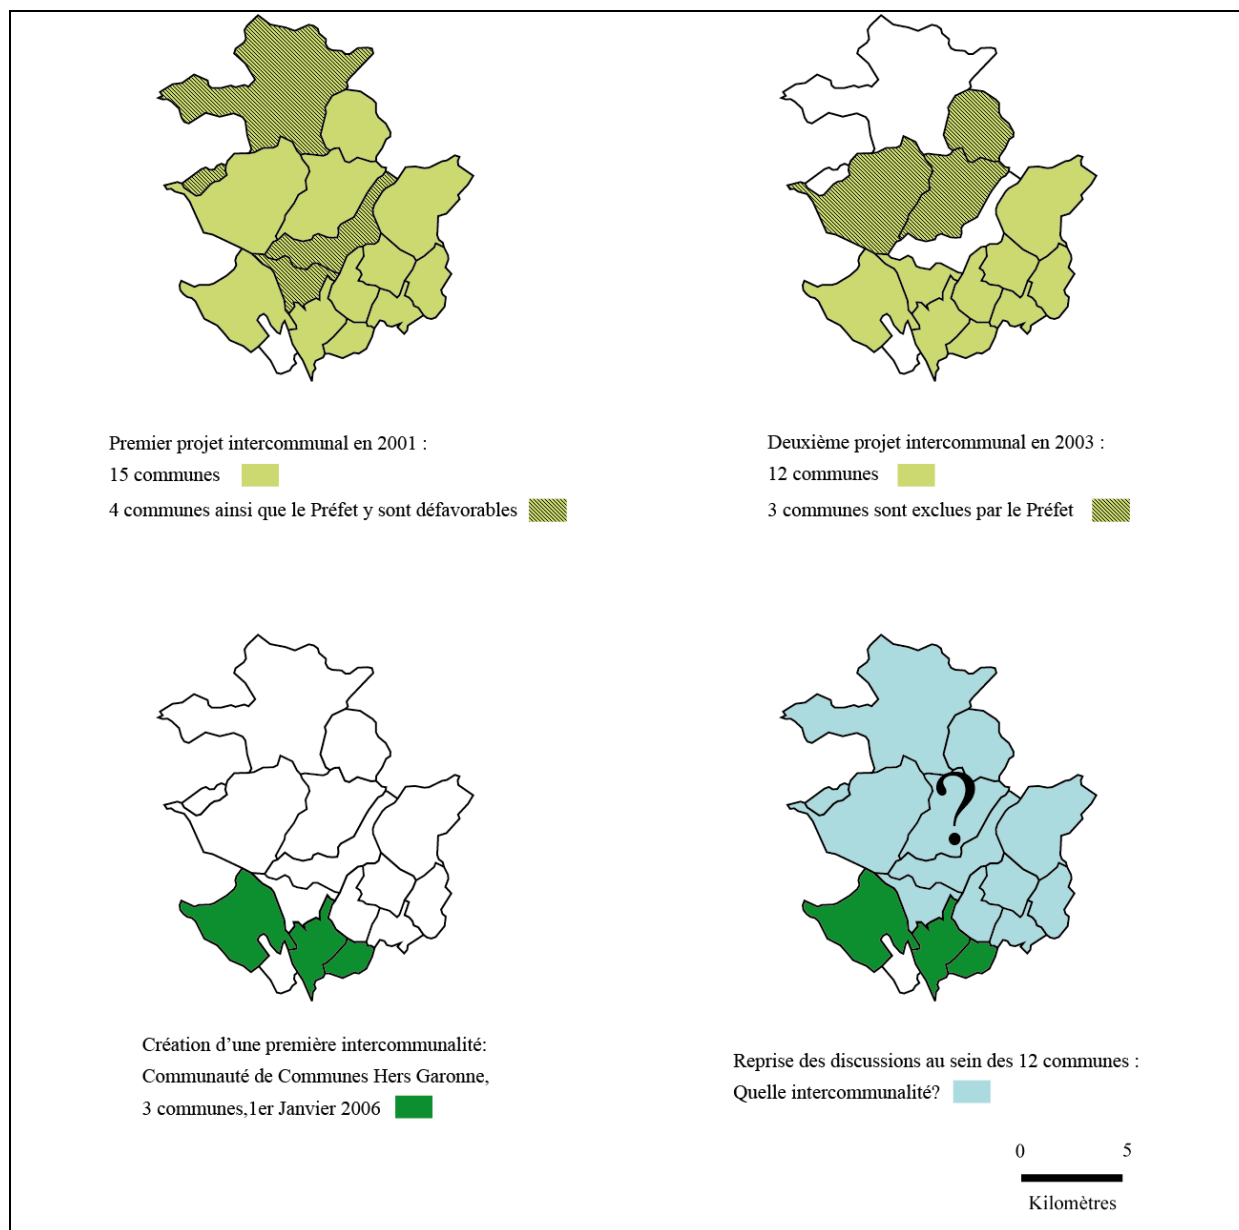 Premier projet intercommunal en 2001 :
15 communes
4 communes ainsi que le Préfet y sont défavorables
Deuxième projet intercommunal en 2003 :
12 communes
3 communes sont exclues par le Préfet
?
Création d’une première intercommunalité:
Communauté de Communes Hers Garonne,
3 communes,1er Janvier 2006
Reprise des discussions au sein des 12 communes :
Quelle intercommunalité?
0 5
Kilomètres